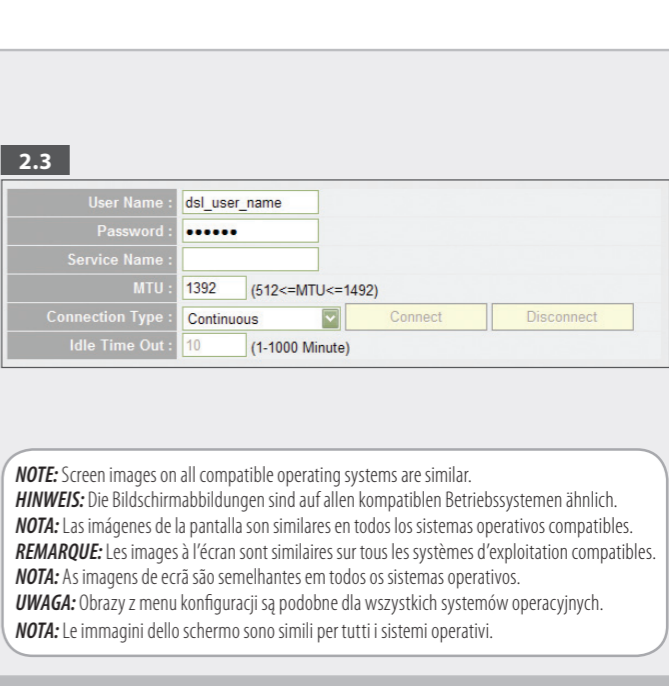 2.3
User Name : dsl_user_name
Password : ••••••
Service Name :
MTU : 1392 (512<=MTU<=1492)
Connection Type : Continuous Connect Disconnect
Idle Time Out : 10 (1-1000 Minute)
NOTE: Screen images on all compatible operating systems are similar.
HINWEIS: Die Bildschirmabbildungen sind auf allen kompatiblen Betriebssystemen ähnlich.
NOTA: Las imágenes de la pantalla son similares en todos los sistemas operativos compatibles.
REMARQUE: Les images à l’écran sont similaires sur tous les systèmes d’exploitation compatibles.
NOTA: As imagens de ecrã são semelhantes em todos os sistemas operativos.
UWAGA: Obrazy z menu konfiguracji są podobne dla wszystkich systemów operacyjnych.
NOTA: Le immagini dello schermo sono simili per tutti i sistemi operativi.